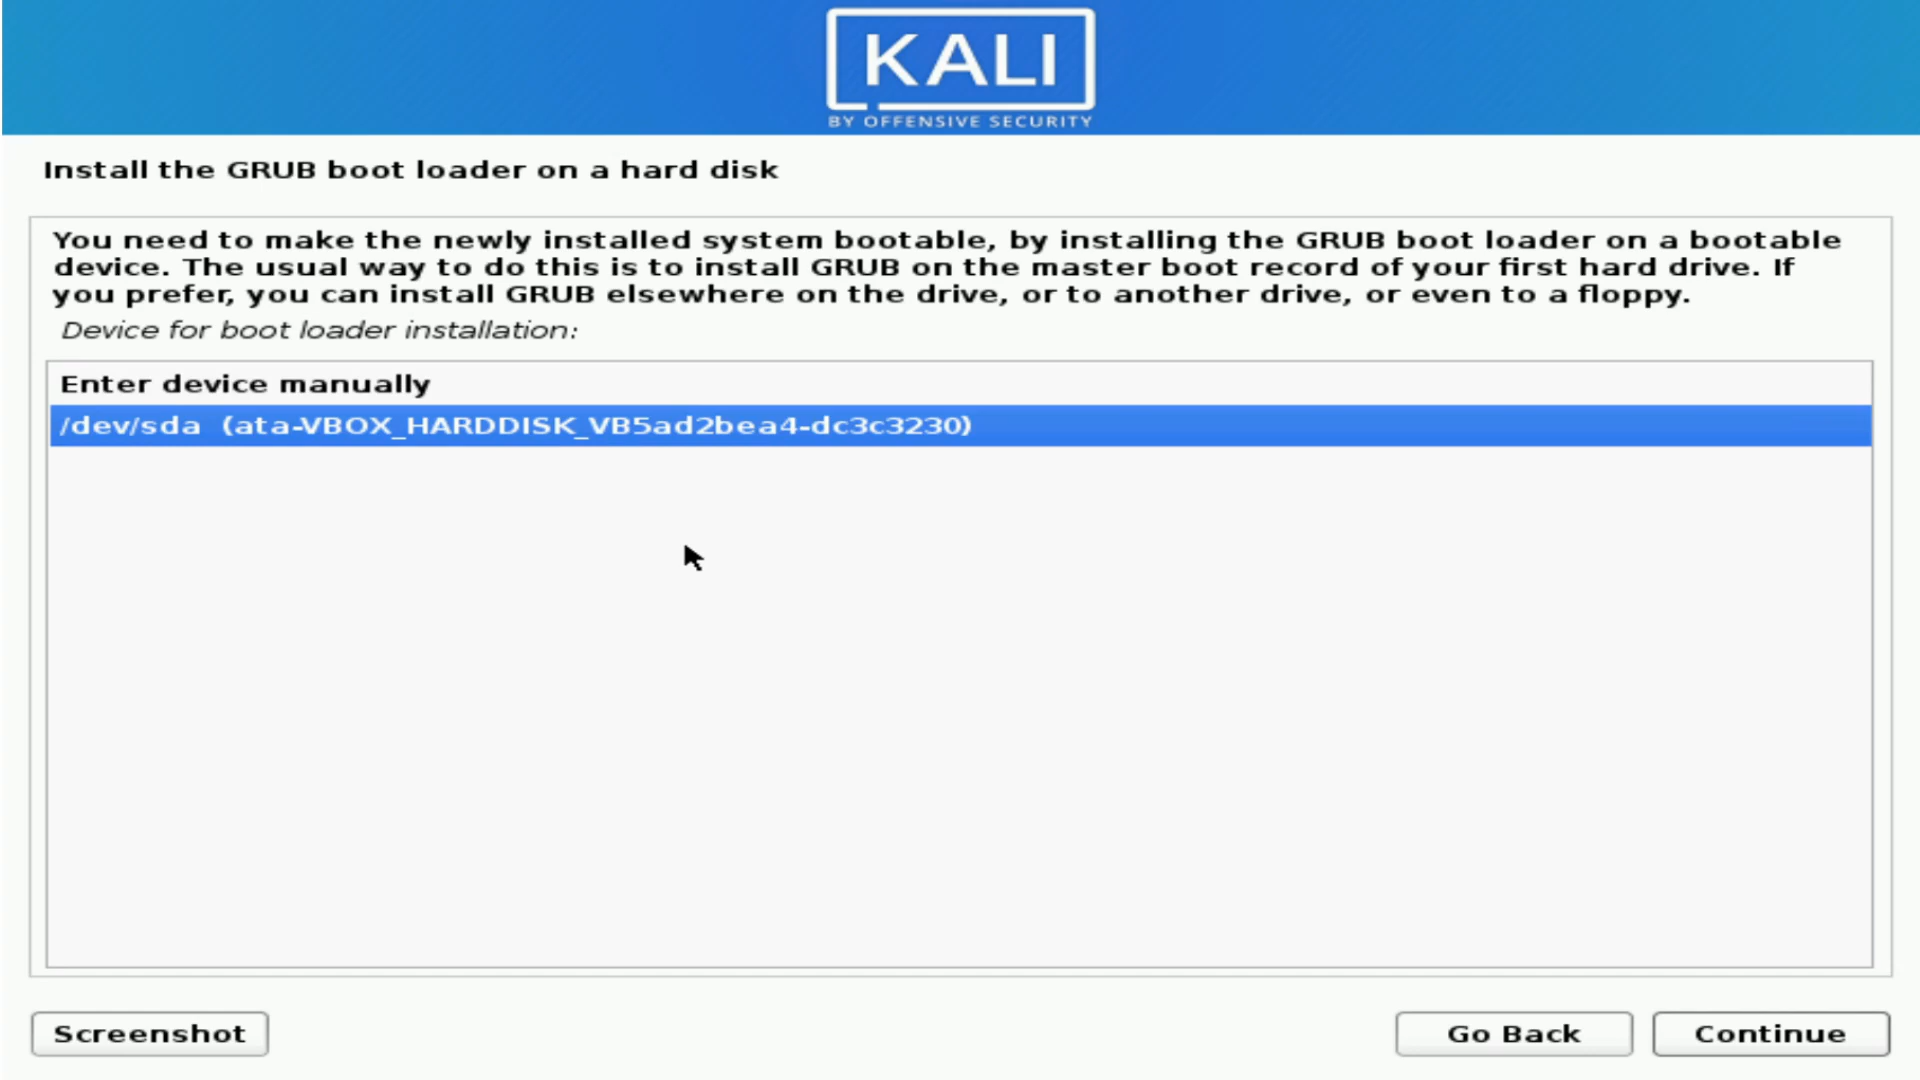 KALI
BY OFFENSIVE SECURITY
Install the GRUB boot loader on a hard disk
You need to make the newly installed system bootable, by installing the GRUB boot loader on a bootable
device. The usual way to do this is to install GRUB on the master boot record of your first hard drive. If
you prefer, you can install GRUB elsewhere on the drive, or to another drive, or even to a floppy.
Device for boot loader installation:
Enter device manually
/dev/sda (ata-VBOX_HARDDISK_VB5ad2bea4-dc3c3230)
Screenshot
Go Back
Continue